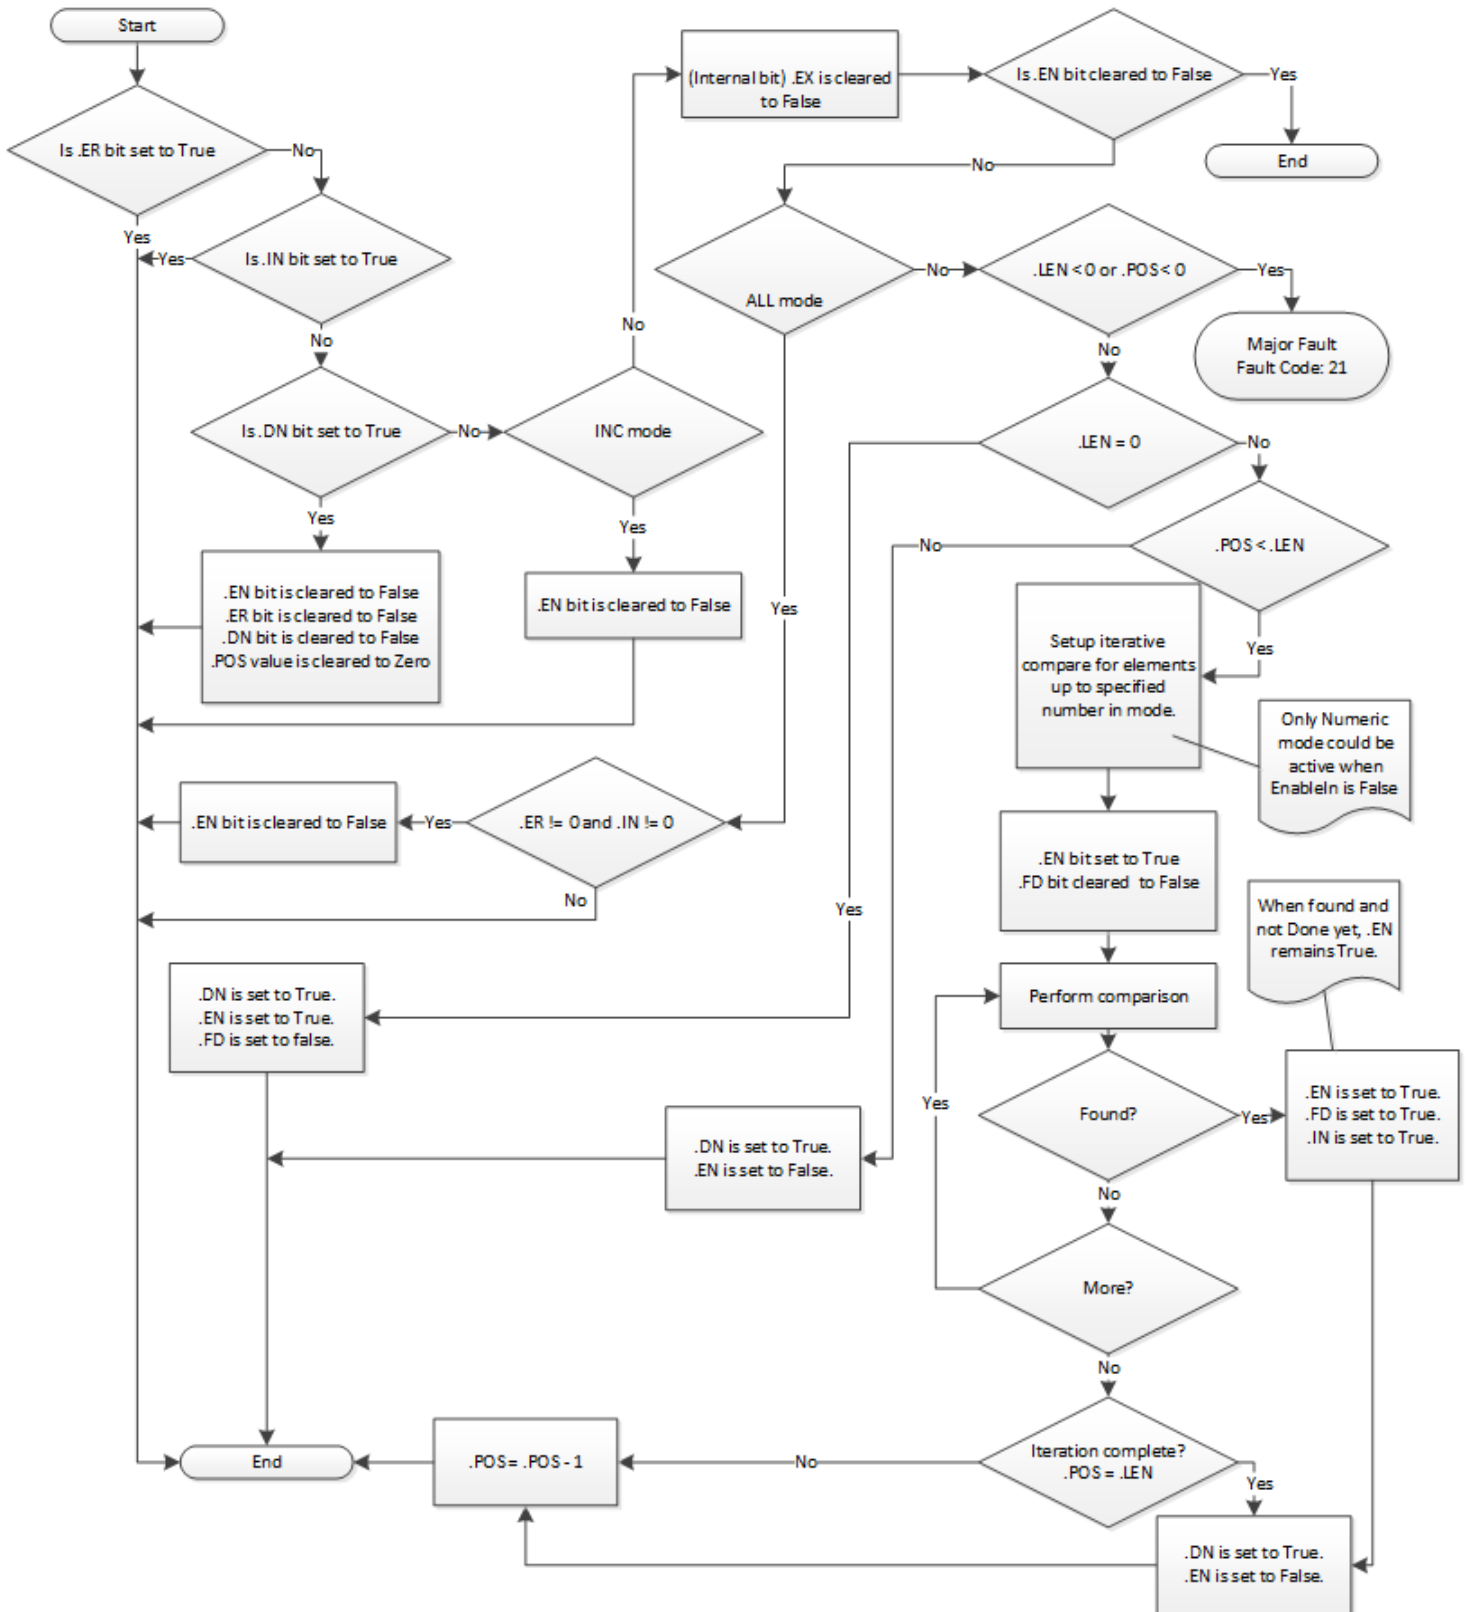 Start
Is .ER bit set to True
No
Yes
Is .IN bit set to True
Yes
No
Is .DN bit set to True
No
Yes
.EN bit is cleared to False
.ER bit is cleared to False
.DN bit is cleared to False
.POS value is cleared to Zero
INC mode
No
Yes
.EN bit is cleared to False
(Internal bit) .EX is cleared
to False
Is .EN bit cleared to False
Yes
End
No
ALL mode
No
Yes
.ER != 0 and .IN != 0
Yes
.EN bit is cleared to False
No
.LEN < 0 or .POS < 0
Yes
Major Fault
Fault Code: 21
No
.LEN = 0
No
Yes
.DN is set to True.
.EN is set to True.
.FD is set to false.
.POS < .LEN
No
Yes
.DN is set to True.
.EN is set to False.
Setup iterative
compare for elements
up to specified
number in mode.
Only Numeric
mode could be
active when
EnableIn is False
.EN bit set to True
.FD bit cleared to False
When found and
not Done yet, .EN
remains True.
Perform comparison
Found?
Yes
.EN is set to True.
.FD is set to True.
.IN is set to True.
No
More?
Yes
No
Iteration complete?
.POS = .LEN
No
Yes
.POS = .POS - 1
End
.DN is set to True.
.EN is set to False.